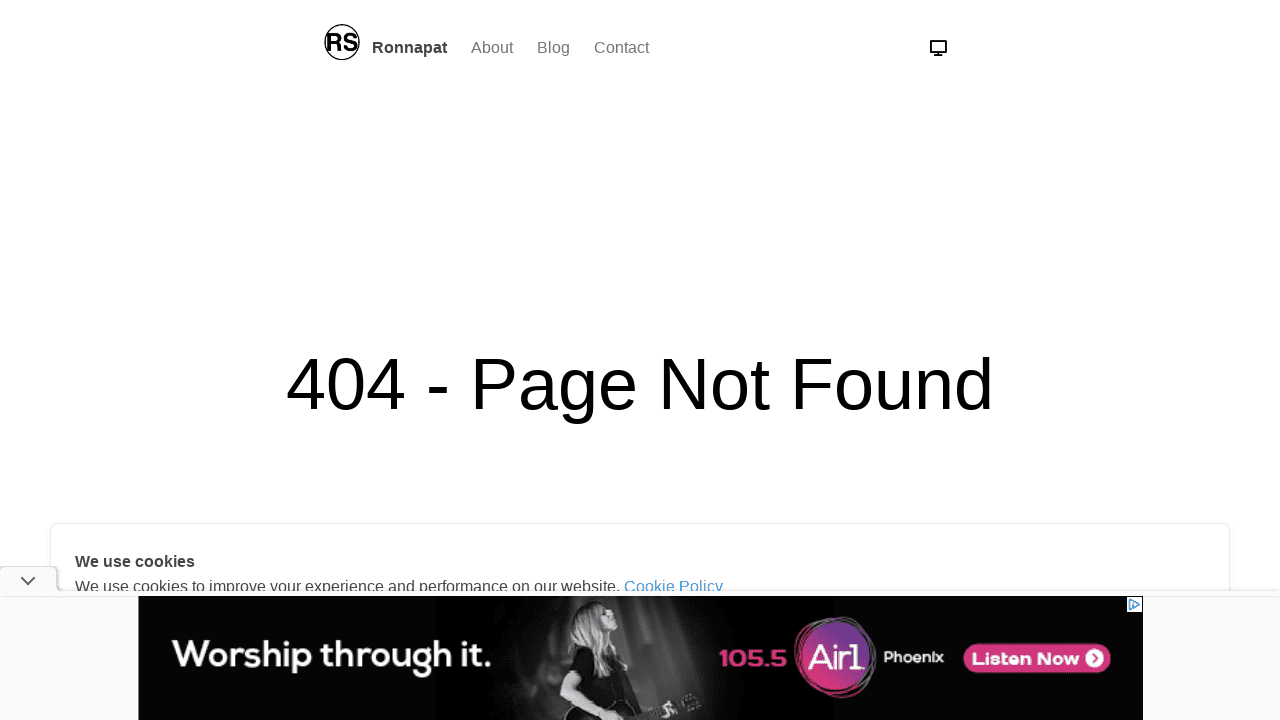 RS Ronnapat About Blog Contact
404 - Page Not Found
We use cookies
We use cookies to improve your experience and performance on our website. Cookie Policy
Worship through it. 105.5 Air1 Phoenix Listen Now